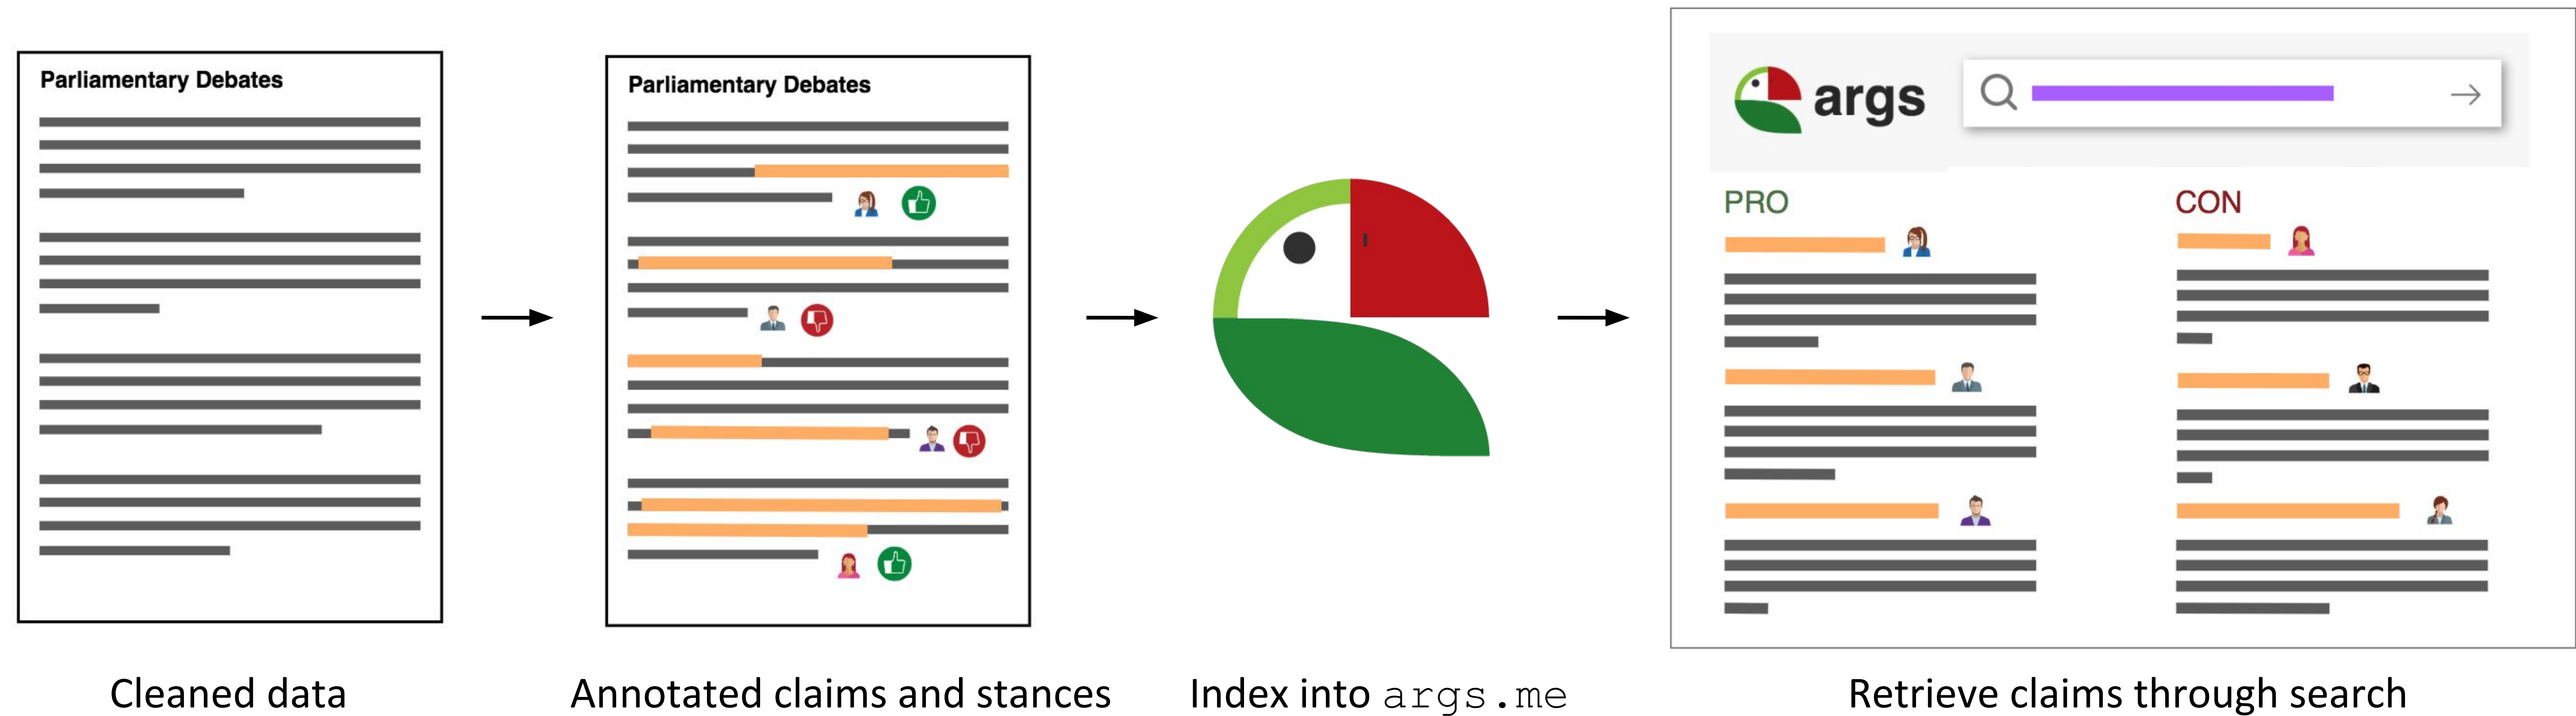 Parliamentary Debates
Parliamentary Debates
args
PRO
CON
Cleaned data
Annotated claims and stances
Index into args.me
Retrieve claims through search